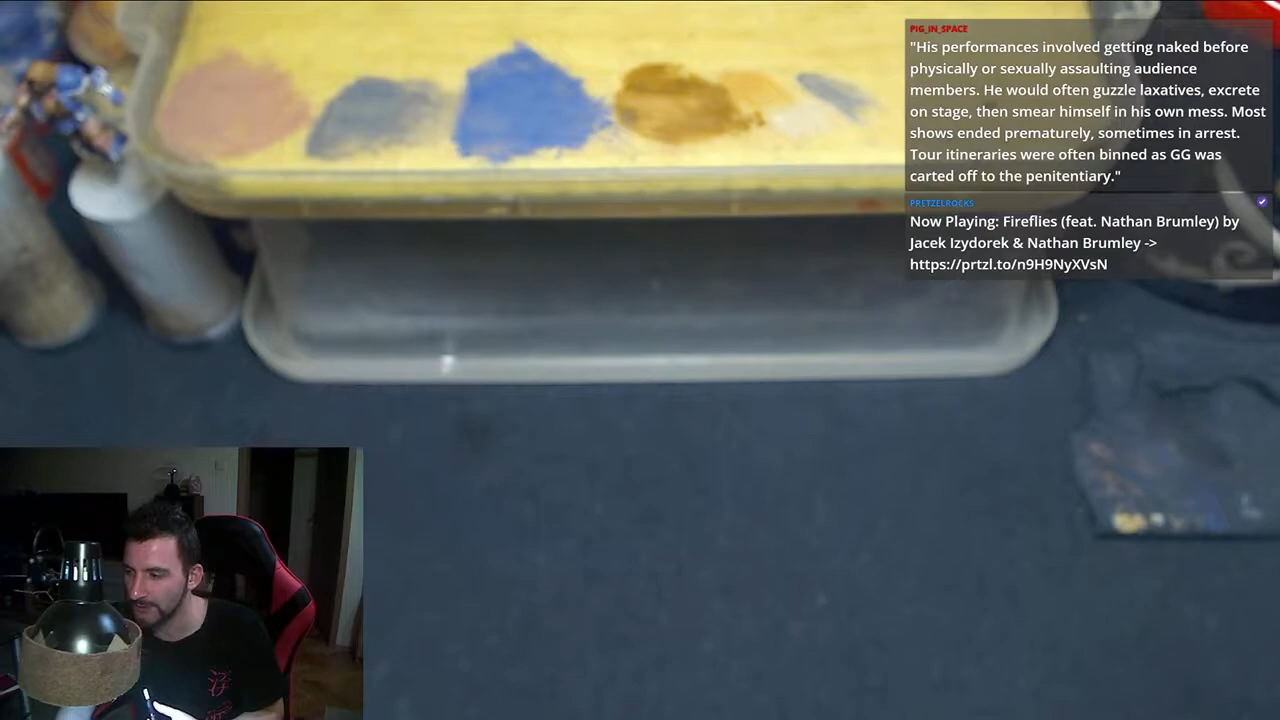 PIG_IN_SPACE
"His performances involved getting naked before
physically or sexually assaulting audience
members. He would often guzzle laxatives, excrete
on stage, then smear himself in his own mess. Most
shows ended prematurely, sometimes in arrest.
Tour itineraries were often binned as GG was
carted off to the penitentiary."
PRETZELROCKS
Now Playing: Fireflies (feat. Nathan Brumley) by
Jacek Izydorek & Nathan Brumley ->
https://prtzl.to/n9H9NyXVsN